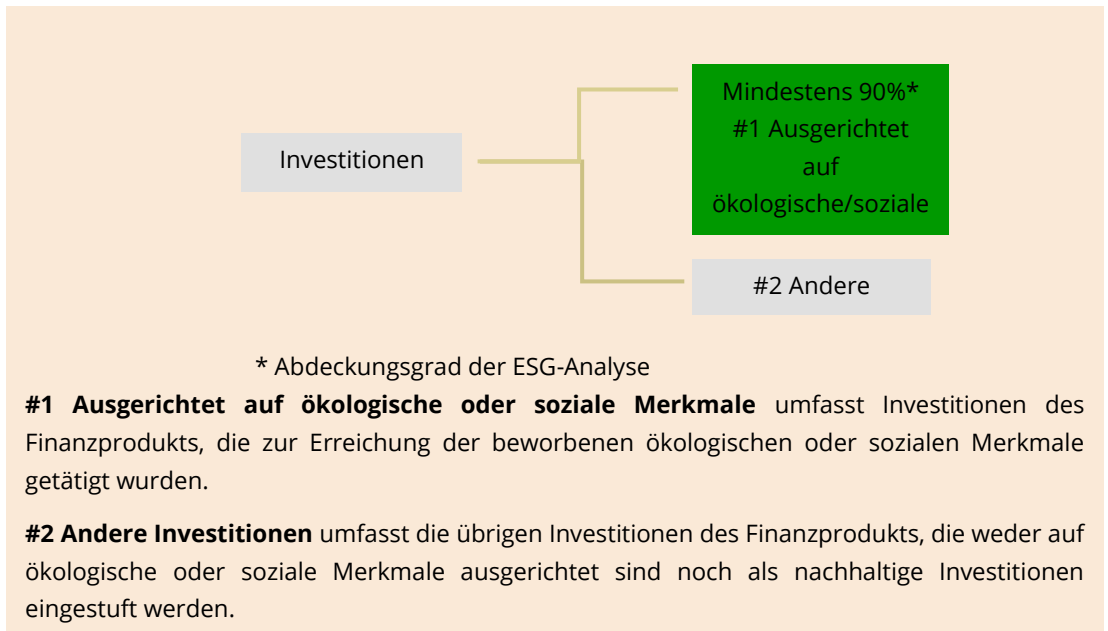 Investitionen
Mindestens 90%*
#1 Ausgerichtet
auf
ökologische/soziale
#2 Andere
* Abdeckungsgrad der ESG-Analyse
#1 Ausgerichtet auf ökologische oder soziale Merkmale umfasst Investitionen des
Finanzprodukts, die zur Erreichung der beworbenen ökologischen oder sozialen Merkmale
getätigt wurden.
#2 Andere Investitionen umfasst die übrigen Investitionen des Finanzprodukts, die weder auf
ökologische oder soziale Merkmale ausgerichtet sind noch als nachhaltige Investitionen
eingestuft werden.